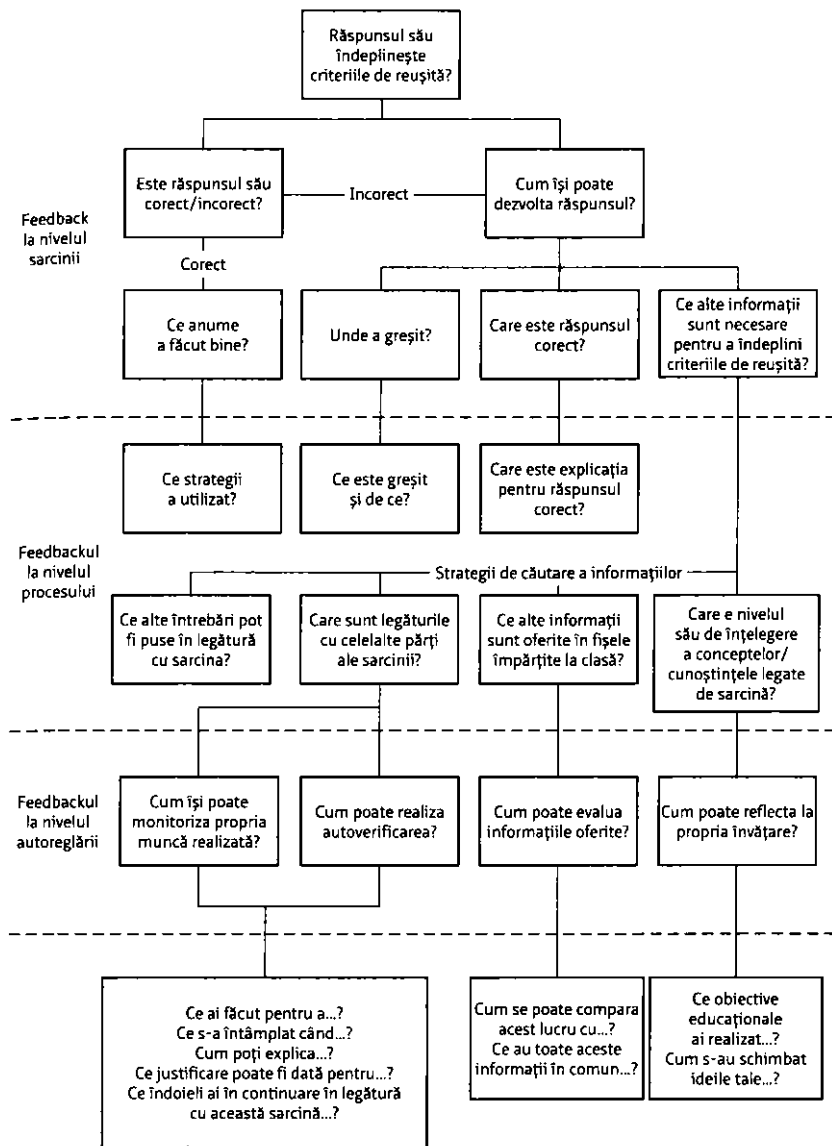 Răspunsul său
îndeplinește
criteriile de reușită?
Feedback
la nivelul
sarcinii
Este răspunsul său
corect/incorect?
Incorect
Cum își poate
dezvolta răspunsul?
Corect
Ce anume
a făcut bine?
Unde a greșit?
Care este răspunsul
corect?
Ce alte informații
sunt necesare
pentru a îndeplini
criteriile de reușită?
Ce strategii
a utilizat?
Ce este greșit
și de ce?
Care este explicația
pentru răspunsul
corect?
Feedbackul
la nivelul
procesului
Strategii de căutare a informațiilor
Ce alte întrebări pot
fi puse în legătură
cu sarcina?
Care sunt legăturile
cu celelalte părți
ale sarcinii?
Ce alte informații
sunt oferite în fișele
împărțite la clasă?
Care e nivelul
său de înțelegere
a conceptelor/
cunoștințele legate
de sarcină?
Feedbackul
la nivelul
autoreglării
Cum își poate
monitoriza propria
muncă realizată?
Cum poate realiza
autoverificarea?
Cum poate evalua
informațiile oferite?
Cum poate reflecta la
propria învățare?
Ce ai făcut pentru a...?
Ce s-a întâmplat când...?
Cum poți explica...?
Ce justificare poate fi dată pentru...?
Ce îndoieli ai în continuare în legătură
cu această sarcină...?
Cum se poate compara
acest lucru cu...?
Ce au toate aceste
informații în comun...?
Ce obiective
educaționale
ai realizat...?
Cum s-au schimbat
ideile tale...?